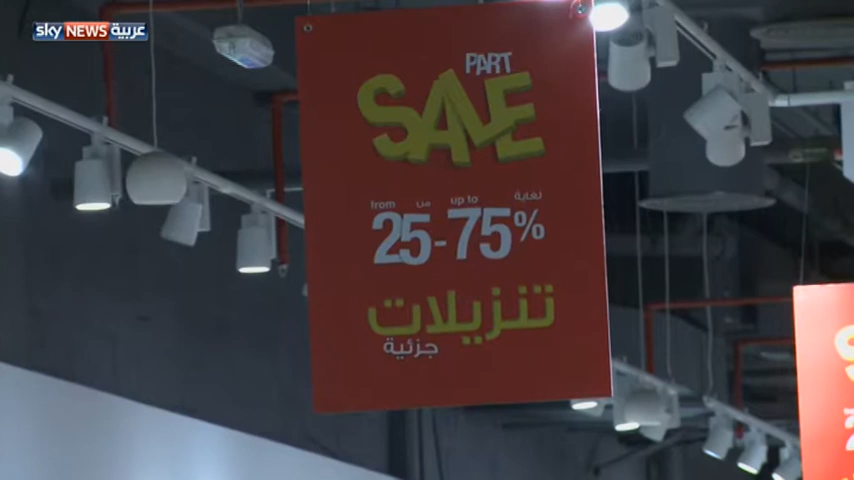 sky NEWS عربية
PART
SALE
from من up to لغاية
25-75%
تنزيلات
جزئية